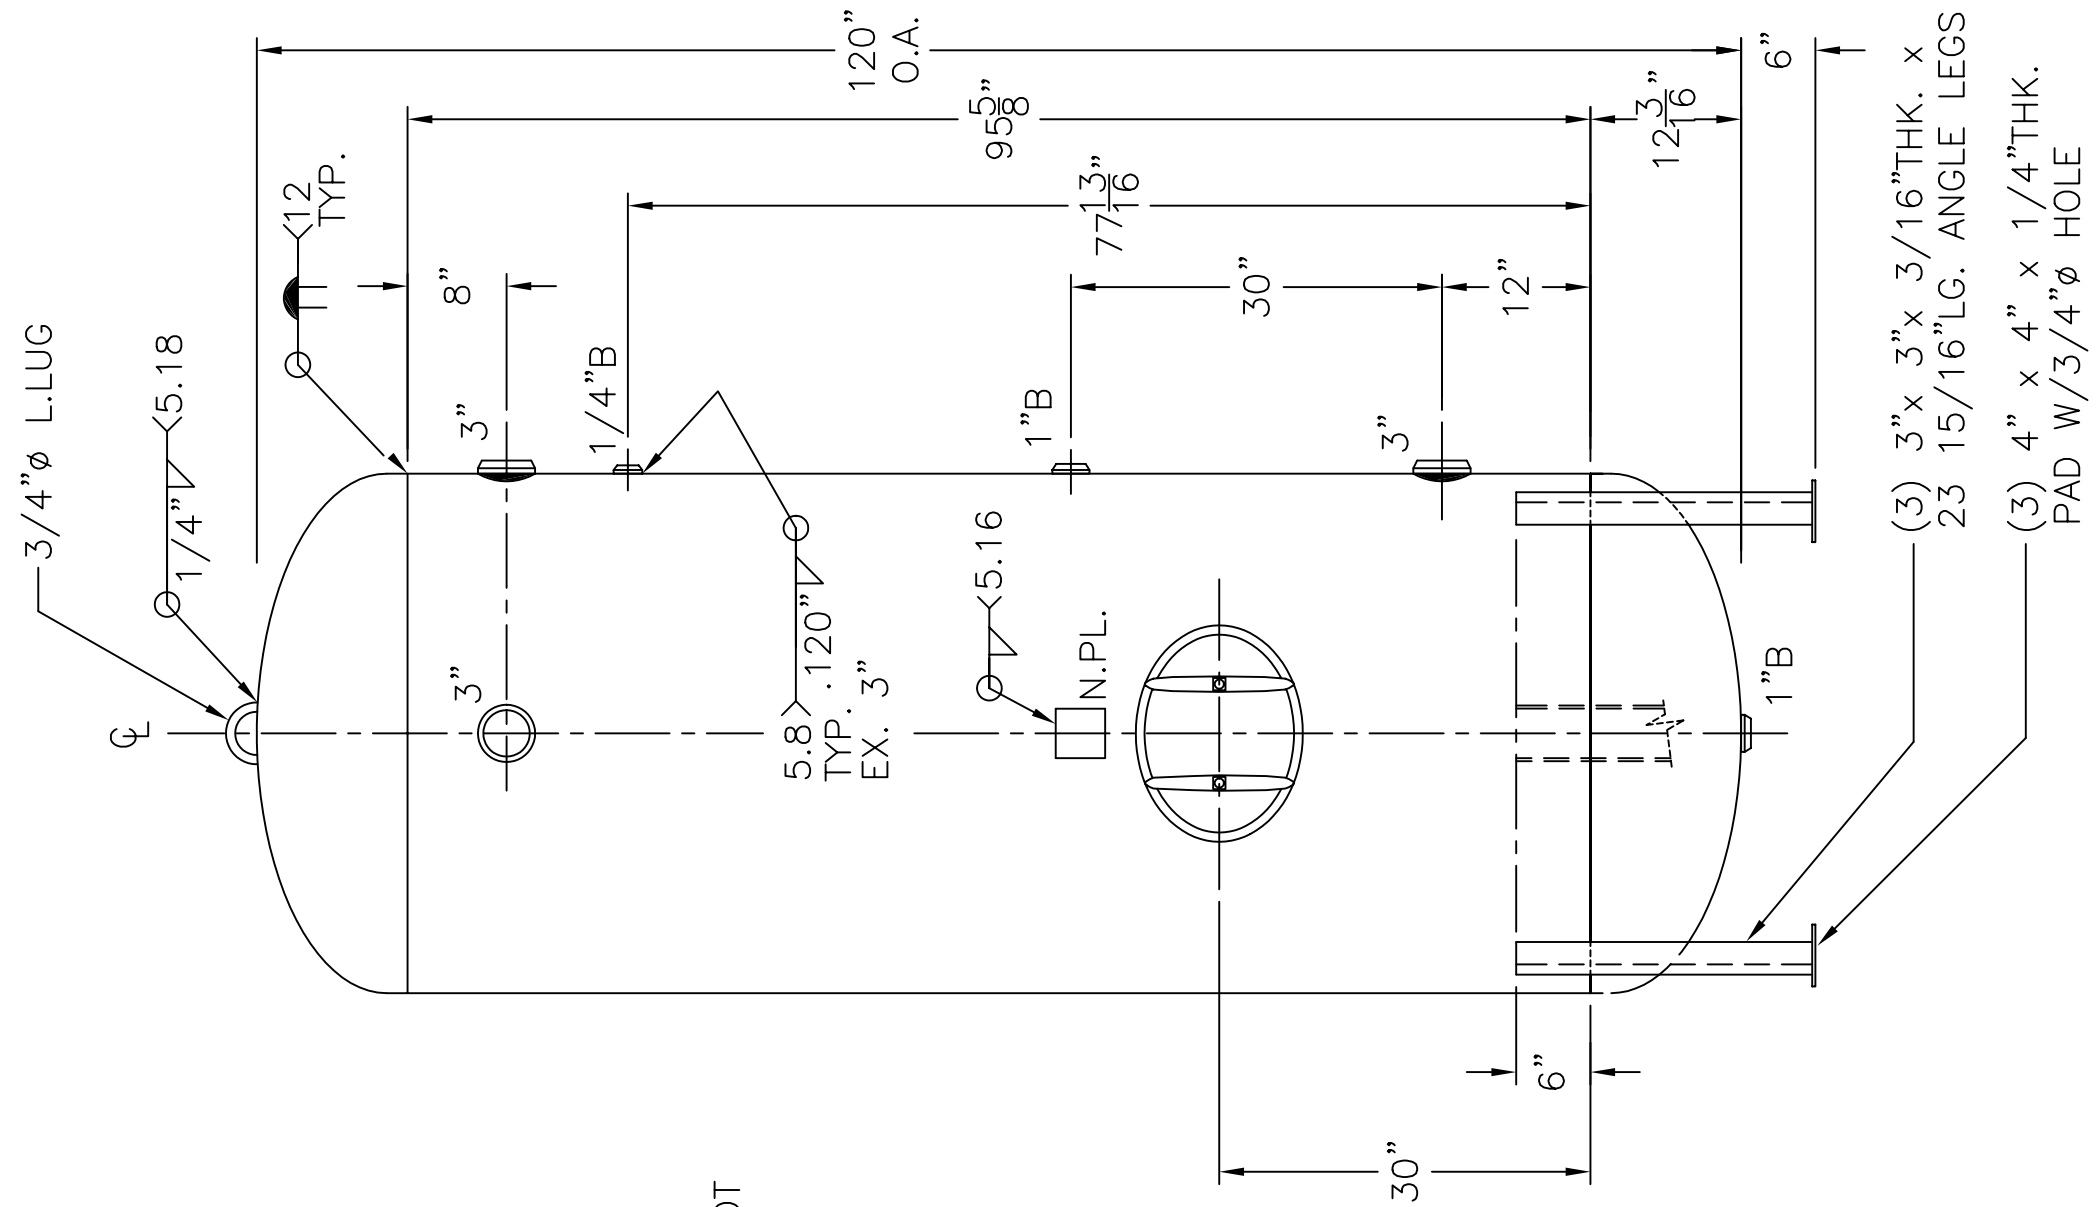 3/4"ø L.LUG
℄
5.18
1/4"
12
TYP.
8"
3"
3"
1/4"B
120"
O.A.
95 5/8"
77 13/16"
5.8
.120"
TYP.
EX. 3"
5.16
N.PL.
1"B
30"
3"
12"
12 3/16"
6"
1"B
6"
30"
(3) 3"x 3"x 3/16"THK. x
23 15/16"LG. ANGLE LEGS
(3) 4" x 4" x 1/4"THK.
PAD W/3/4"ø HOLE